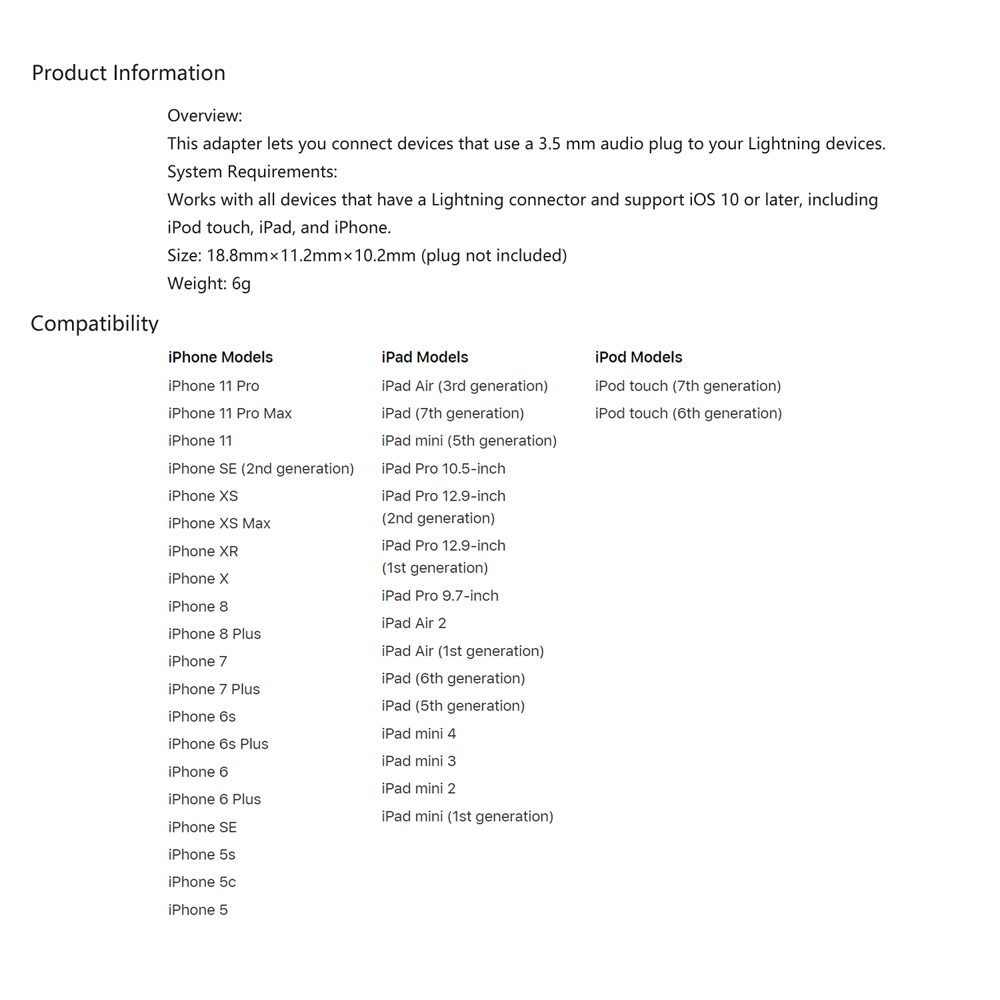 Product Information
Overview:
This adapter lets you connect devices that use a 3.5 mm audio plug to your Lightning devices.
System Requirements:
Works with all devices that have a Lightning connector and support iOS 10 or later, including
iPod touch, iPad, and iPhone.
Size: 18.8mm×11.2mm×10.2mm (plug not included)
Weight: 6g
Compatibility
iPhone Models
iPhone 11 Pro
iPhone 11 Pro Max
iPhone 11
iPhone SE (2nd generation)
iPhone XS
iPhone XS Max
iPhone XR
iPhone X
iPhone 8
iPhone 8 Plus
iPhone 7
iPhone 7 Plus
iPhone 6s
iPhone 6s Plus
iPhone 6
iPhone 6 Plus
iPhone SE
iPhone 5s
iPhone 5c
iPhone 5
iPad Models
iPad Air (3rd generation)
iPad (7th generation)
iPad mini (5th generation)
iPad Pro 10.5-inch
iPad Pro 12.9-inch
(2nd generation)
iPad Pro 12.9-inch
(1st generation)
iPad Pro 9.7-inch
iPad Air 2
iPad Air (1st generation)
iPad (6th generation)
iPad (5th generation)
iPad mini 4
iPad mini 3
iPad mini 2
iPad mini (1st generation)
iPod Models
iPod touch (7th generation)
iPod touch (6th generation)